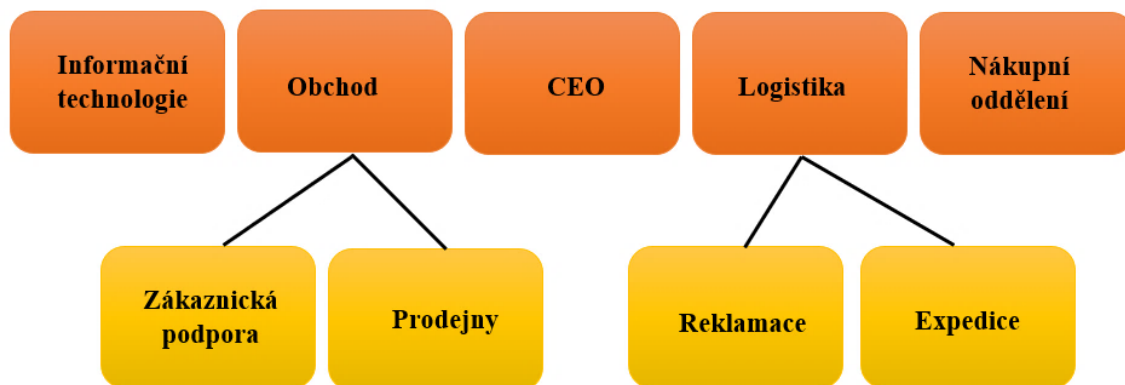 Informační
technologie
Obchod
CEO
Logistika
Nákupní
oddělení
Zákaznická
podpora
Prodejny
Reklamace
Expedice